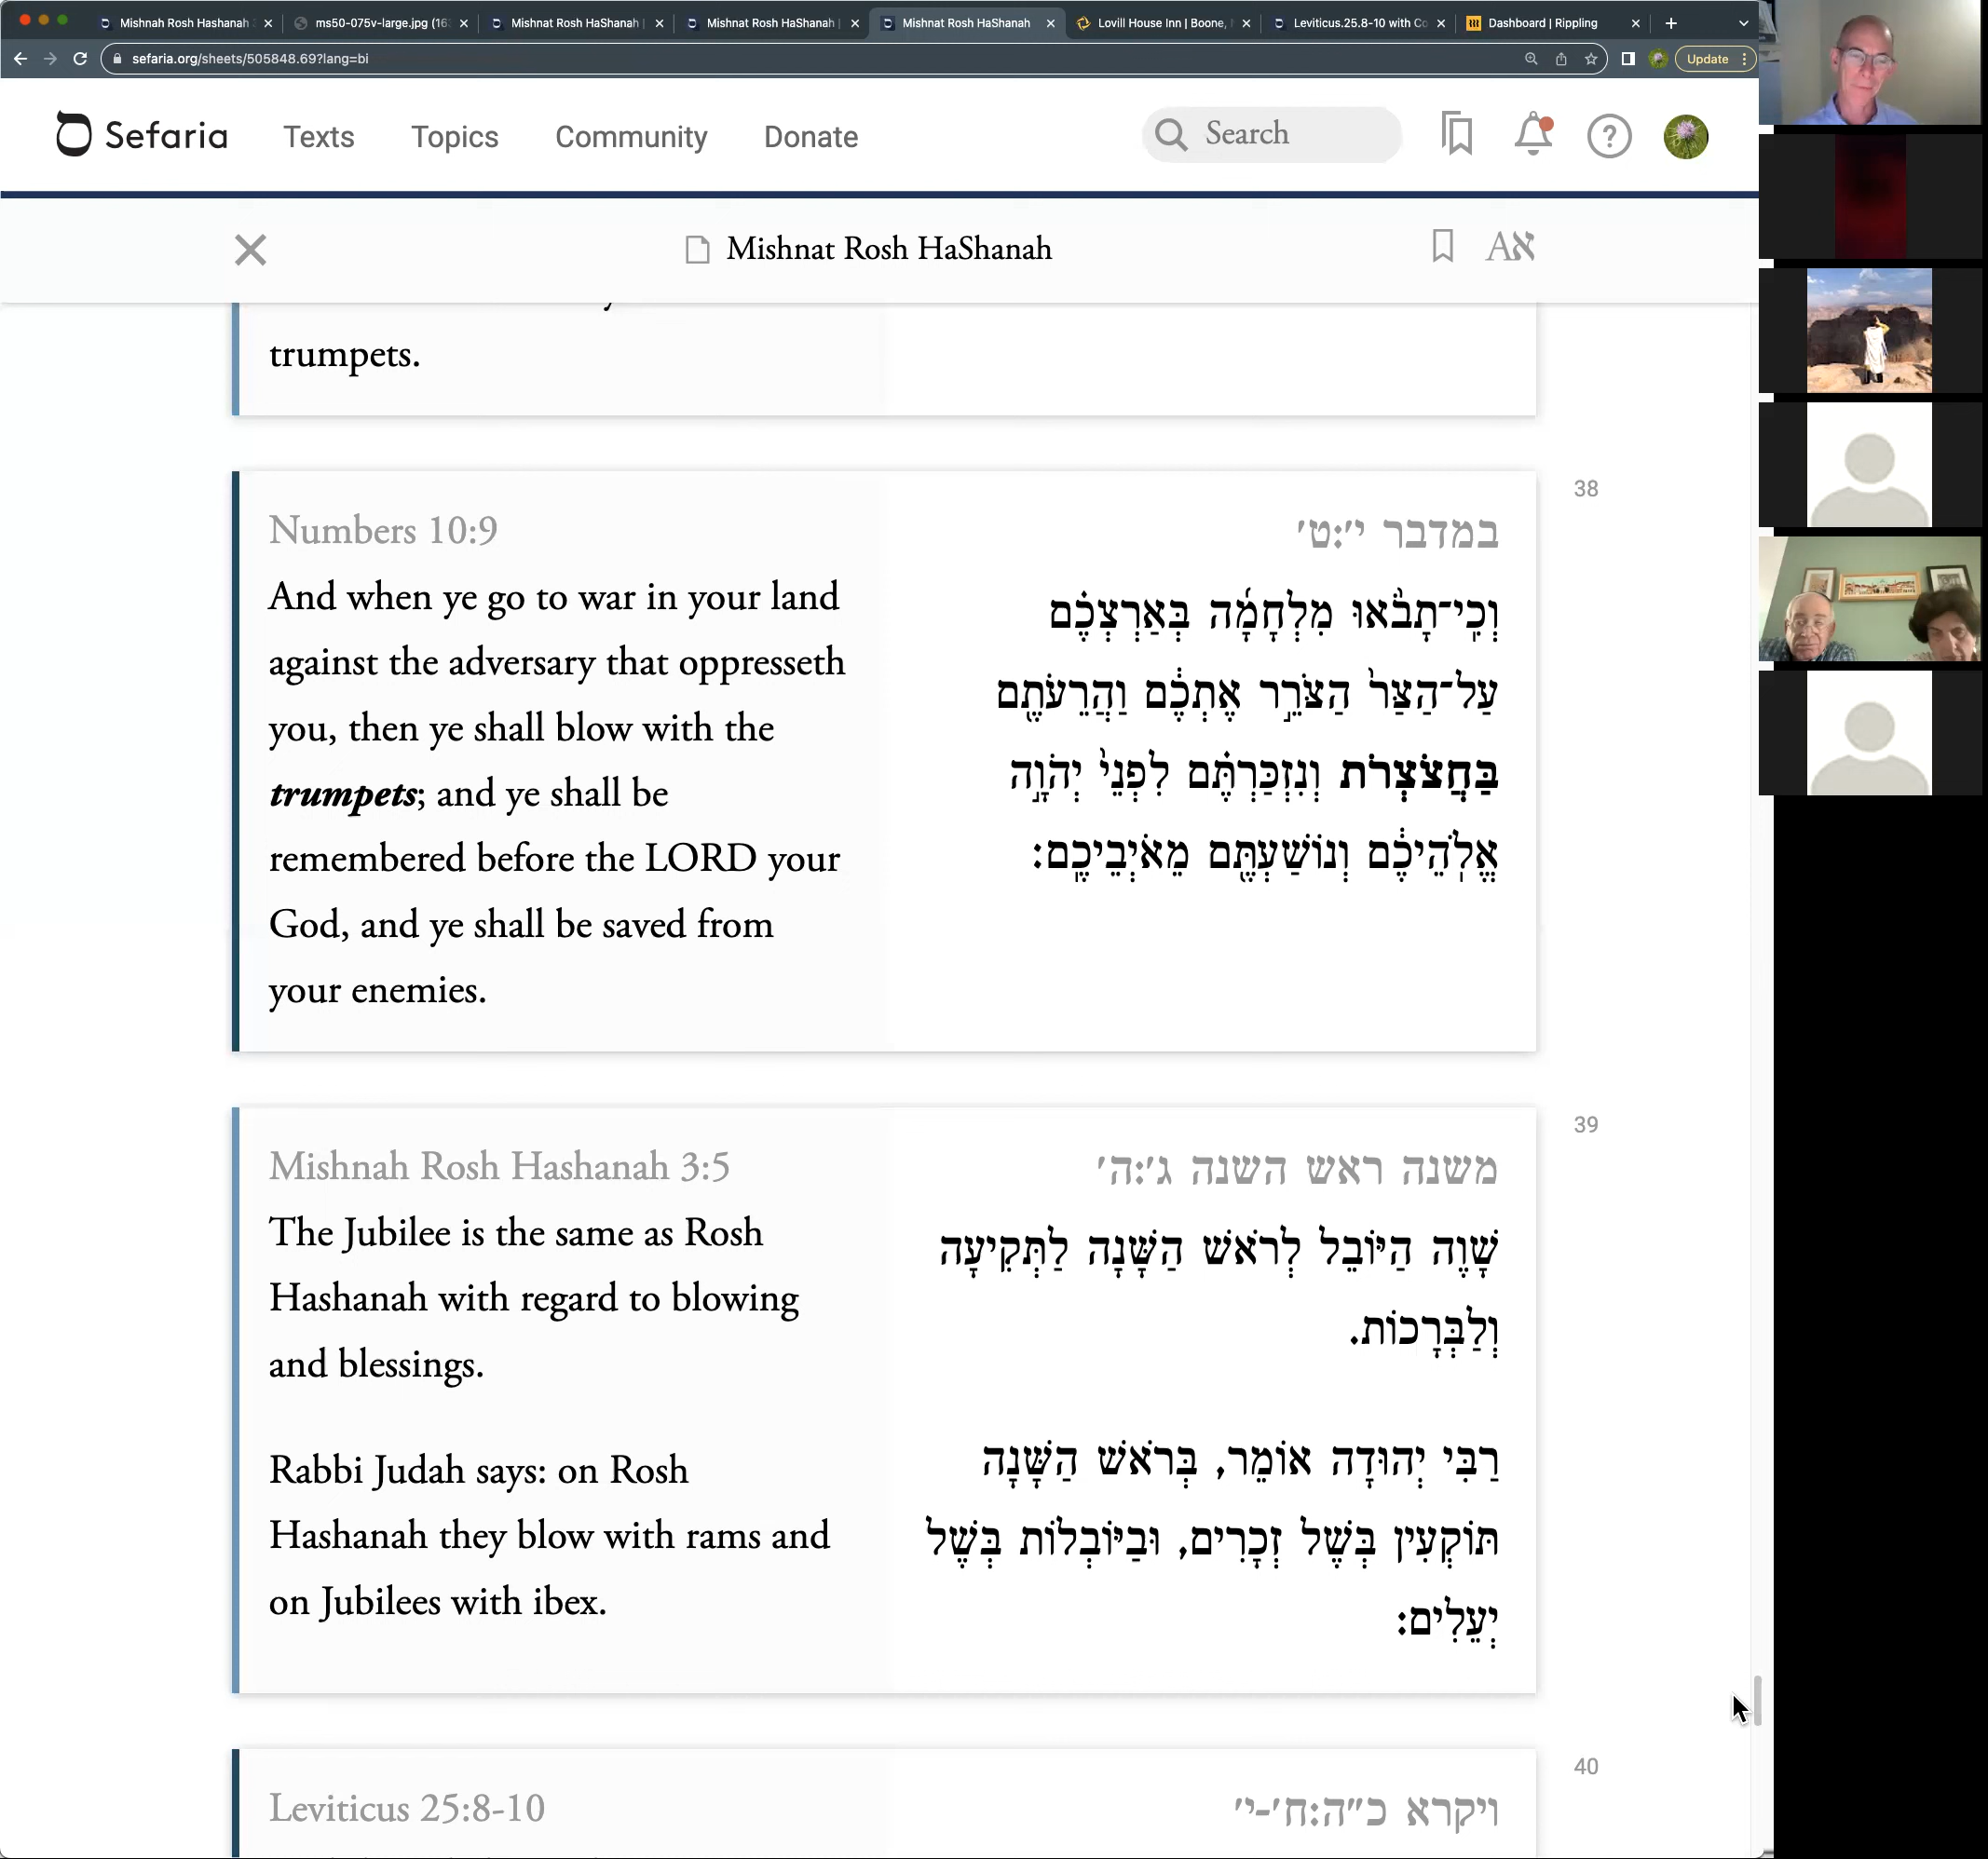 Mishnah Rosh Hashanah
ms50-075v-large.jpg (16
Mishnat Rosh HaShanah |
Mishnat Rosh HaShanah |
Mishnat Rosh HaShanah
Lovill House Inn | Boone,
Leviticus.25.8-10 with Co
Dashboard | Rippling
sefaria.org/sheets/505848.69?lang=bi
Update
Sefaria
Texts
Topics
Community
Donate
Search
?
Mishnat Rosh HaShanah
Aא
trumpets.
38
Numbers 10:9
And when ye go to war in your land
against the adversary that oppresseth
you, then ye shall blow with the
trumpets; and ye shall be
remembered before the LORD your
God, and ye shall be saved from
your enemies.
במדבר י׳:ט׳
וְכִֽי־תָבֹ֨אוּ מִלְחָמָ֜ה בְּאַרְצְכֶ֗ם
עַל־הַצַּר֙ הַצֹּרֵ֣ר אֶתְכֶ֔ם וַהֲרֵעֹתֶ֖ם
בַּחֲצֹצְרֹ֑ת וְנִזְכַּרְתֶּ֗ם לִפְנֵי֙ יְהֹוָ֣ה
אֱלֹֽהֵיכֶ֔ם וְנוֹשַׁעְתֶּ֖ם מֵאֹיְבֵיכֶֽם׃
39
Mishnah Rosh Hashanah 3:5
The Jubilee is the same as Rosh
Hashanah with regard to blowing
and blessings.
Rabbi Judah says: on Rosh
Hashanah they blow with rams and
on Jubilees with ibex.
משנה ראש השנה ג׳:ה׳
שָׁוֶה הַיּוֹבֵל לְרֹאשׁ הַשָּׁנָה לַתְּקִיעָה
וְלַבְּרָכוֹת.
רַבִּי יְהוּדָה אוֹמֵר, בְּרֹאשׁ הַשָּׁנָה
תּוֹקְעִין בְּשֶׁל זְכָרִים, וּבַיּוֹבְלוֹת בְּשֶׁל
יְעֵלִים:
40
Leviticus 25:8-10
ויקרא כ״ה:ח׳-י׳